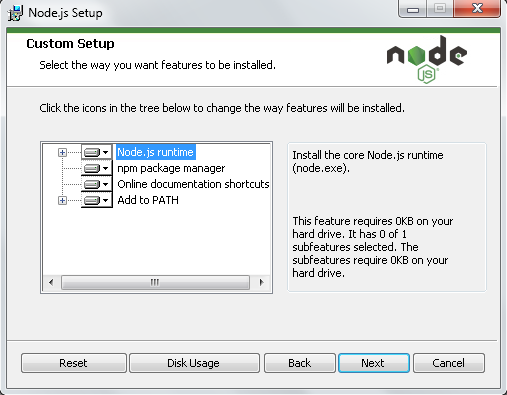 Node.js Setup
Custom Setup
Select the way you want features to be installed.
node
JS
Click the icons in the tree below to change the way features will be installed.
Node.js runtime
npm package manager
Online documentation shortcuts
Add to PATH
Install the core Node.js runtime
(node.exe).
This feature requires 0KB on your
hard drive. It has 0 of 1
subfeatures selected. The
subfeatures require 0KB on your
hard drive.
Reset
Disk Usage
Back
Next
Cancel